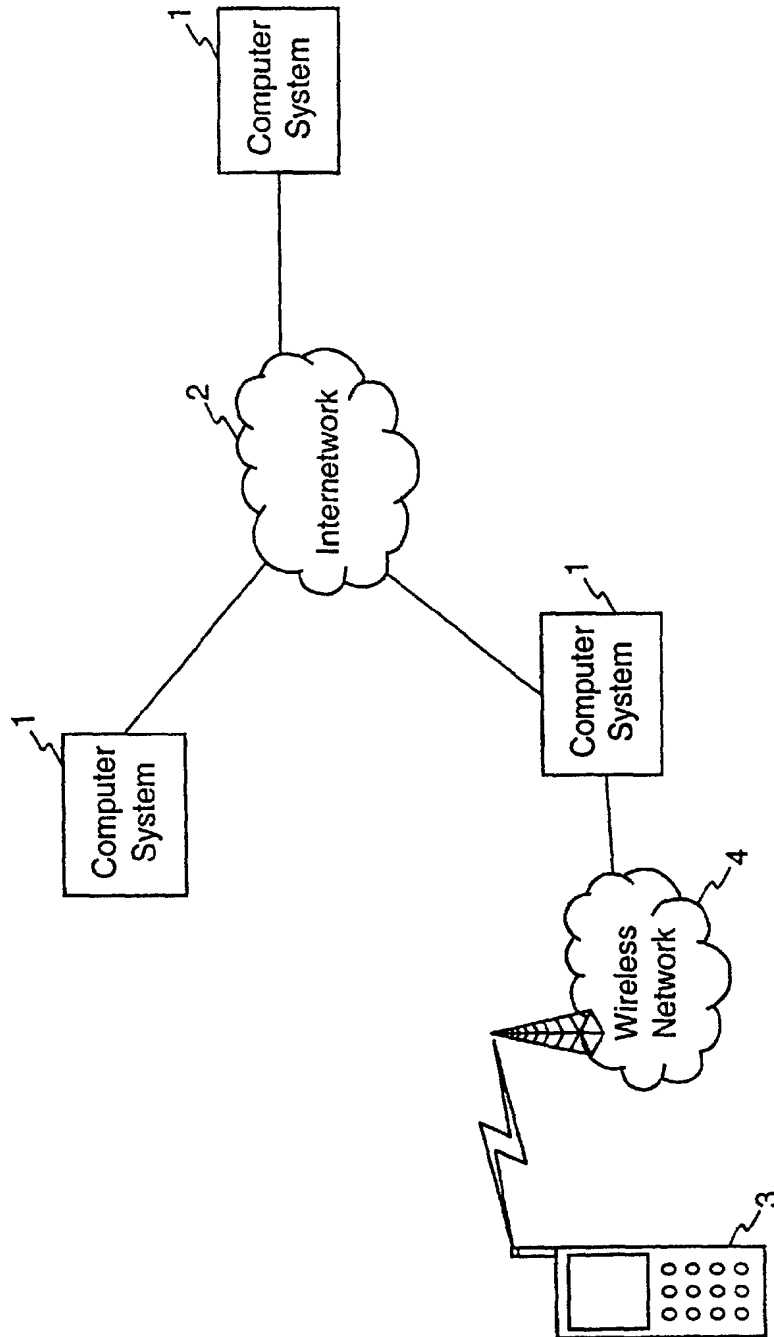 1
Computer
System
2
Internetwork
1
Computer
System
1
Computer
System
4
Wireless
Network
3